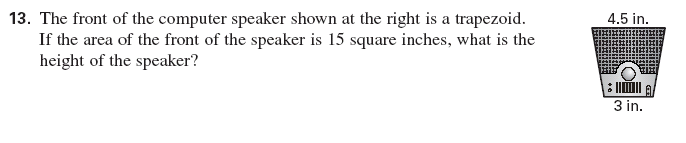 13. The front of the computer speaker shown at the right is a trapezoid.
If the area of the front of the speaker is 15 square inches, what is the
height of the speaker?
4.5 in.
3 in.